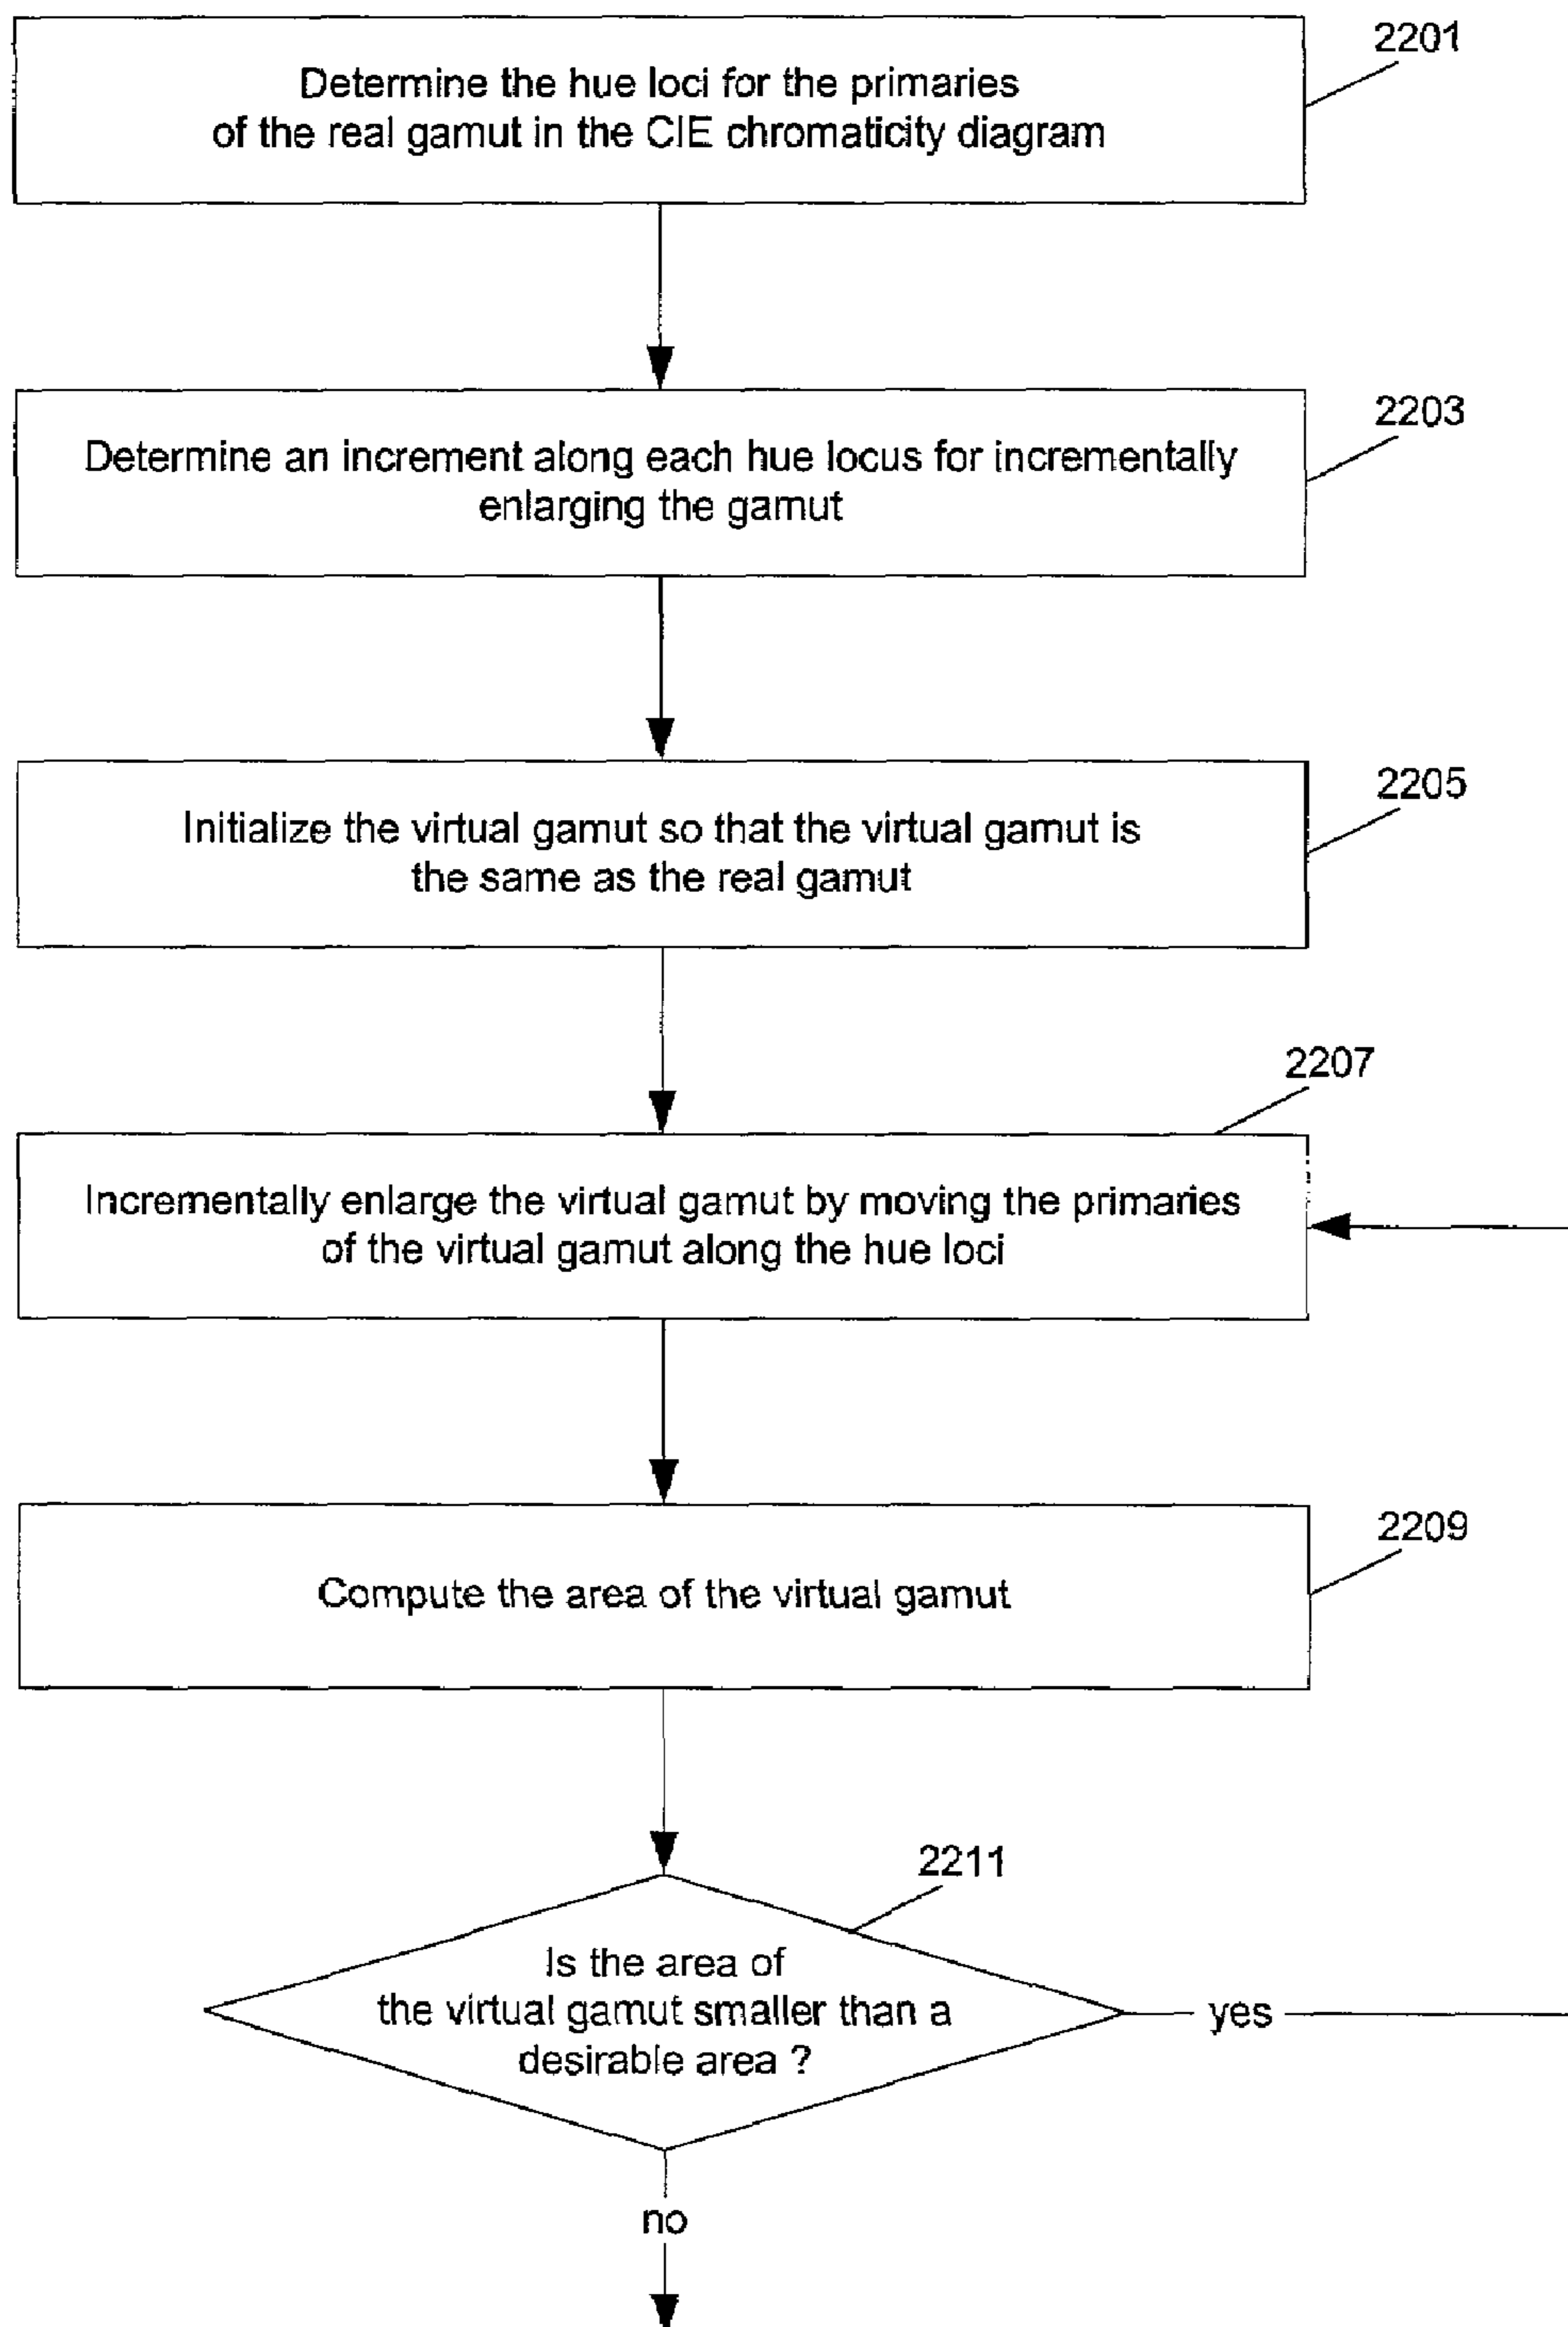 2201
Determine the hue loci for the primaries
of the real gamut in the CIE chromaticity diagram
2203
Determine an increment along each hue locus for incrementally
enlarging the gamut
2205
Initialize the virtual gamut so that the virtual gamut is
the same as the real gamut
2207
Incrementally enlarge the virtual gamut by moving the primaries
of the virtual gamut along the hue loci
2209
Compute the area of the virtual gamut
2211
Is the area of
the virtual gamut smaller than a
desirable area ?
yes
no